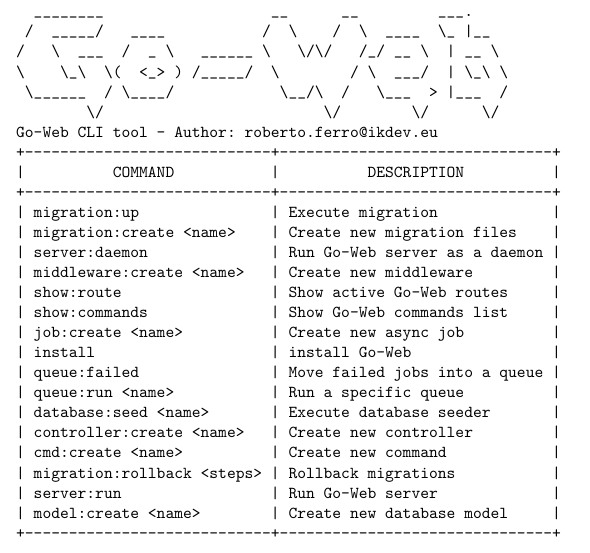 Go-Web
Go-Web CLI tool - Author: roberto.ferro@ikdev.eu
+----------------------------+-------------------------------+
| COMMAND | DESCRIPTION |
+----------------------------+-------------------------------+
| migration:up | Execute migration |
| migration:create <name> | Create new migration files |
| server:daemon | Run Go-Web server as a daemon |
| middleware:create <name> | Create new middleware |
| show:route | Show active Go-Web routes |
| show:commands | Show Go-Web commands list |
| job:create <name> | Create new async job |
| install | install Go-Web |
| queue:failed | Move failed jobs into a queue |
| queue:run <name> | Run a specific queue |
| database:seed <name> | Execute database seeder |
| controller:create <name> | Create new controller |
| cmd:create <name> | Create new command |
| migration:rollback <steps> | Rollback migrations |
| server:run | Run Go-Web server |
| model:create <name> | Create new database model |
+----------------------------+-------------------------------+